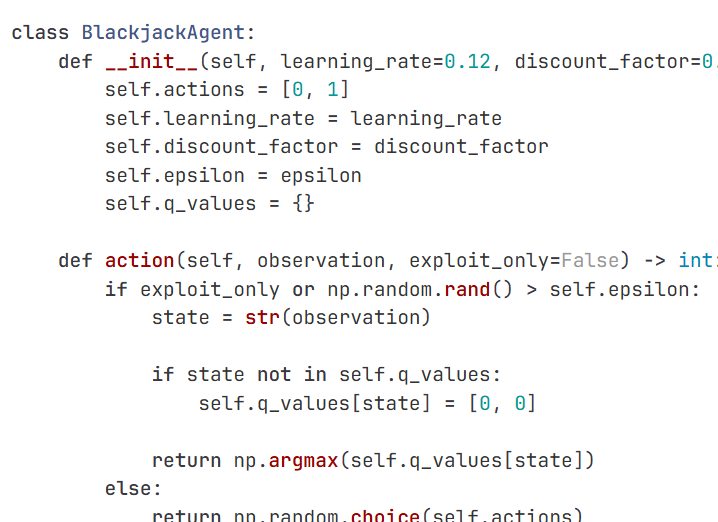 class BlackjackAgent:
    def __init__(self, learning_rate=0.12, discount_factor=0.
        self.actions = [0, 1]
        self.learning_rate = learning_rate
        self.discount_factor = discount_factor
        self.epsilon = epsilon
        self.q_values = {}
    def action(self, observation, exploit_only=False) -> int:
        if exploit_only or np.random.rand() > self.epsilon:
            state = str(observation)
            if state not in self.q_values:
                self.q_values[state] = [0, 0]
            return np.argmax(self.q_values[state])
        else:
            return np.random.choice(self.actions)